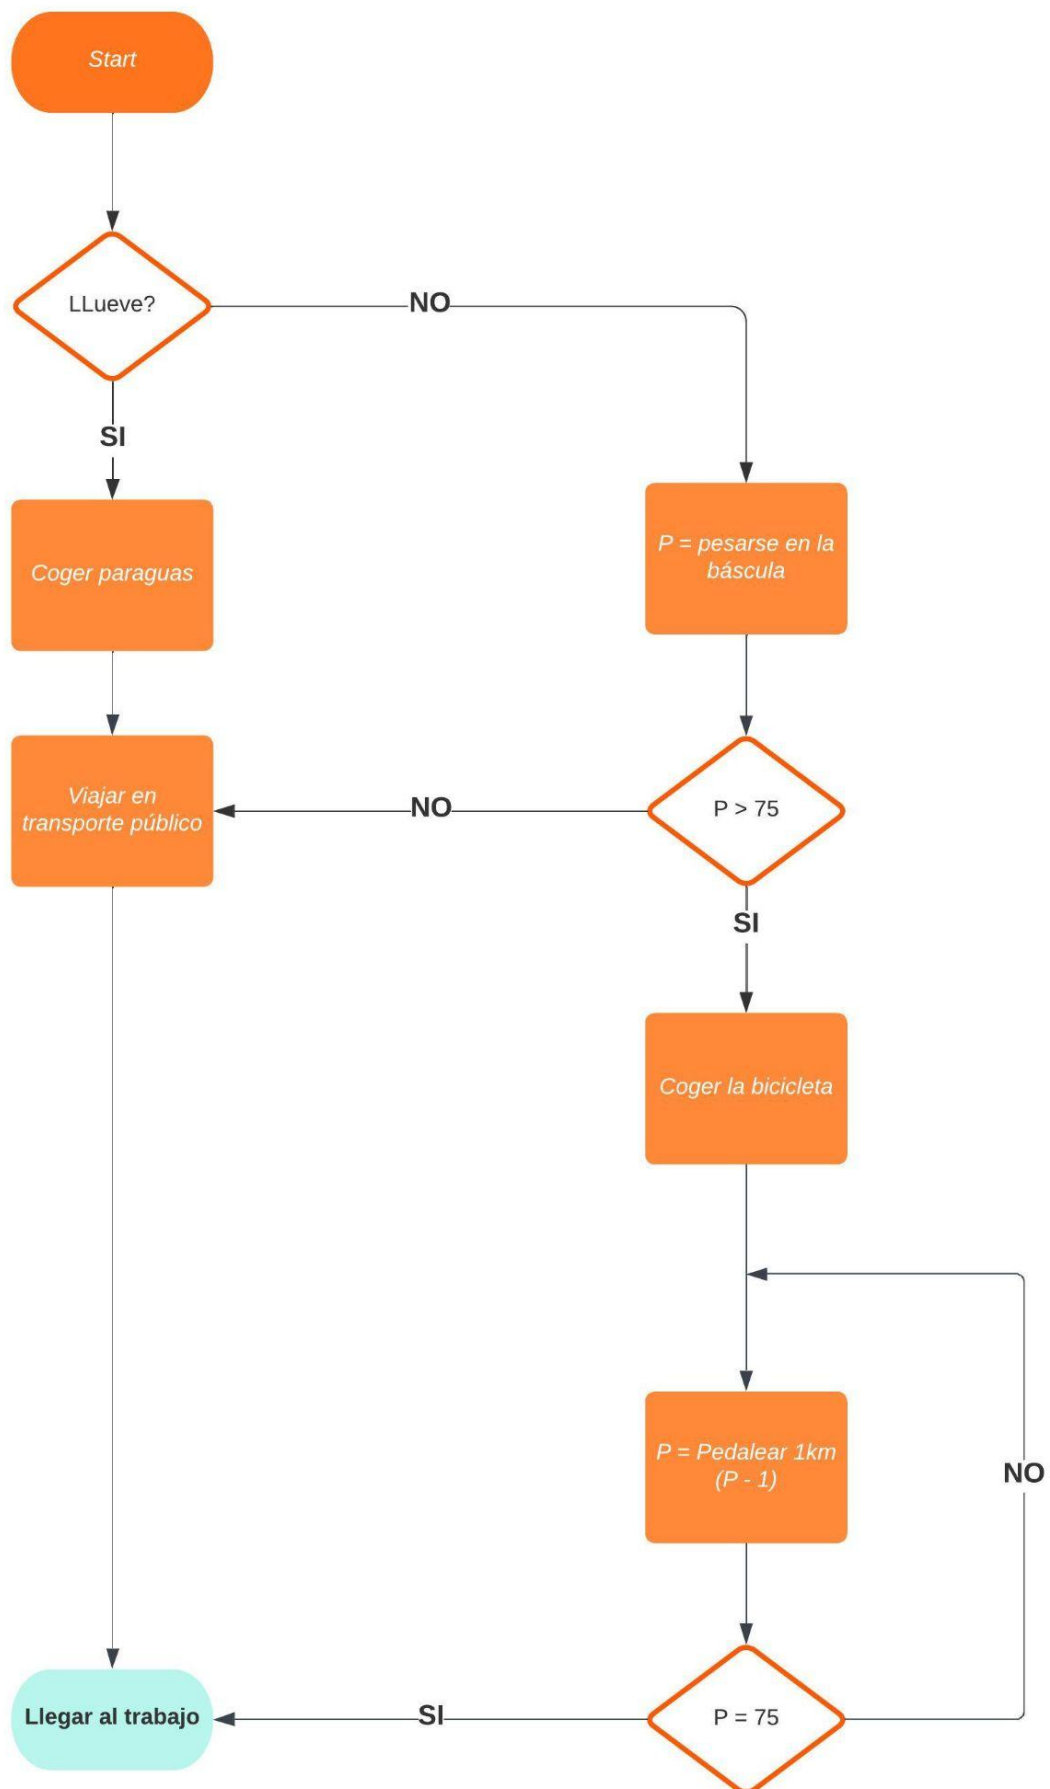 Start
LLueve?
NO
SI
Coger paraguas
P = pesarse en la
báscula
Viajar en
transporte público
NO
P > 75
SI
Coger la bicicleta
P = Pedalear 1km
(P - 1)
NO
Llegar al trabajo
SI
P = 75